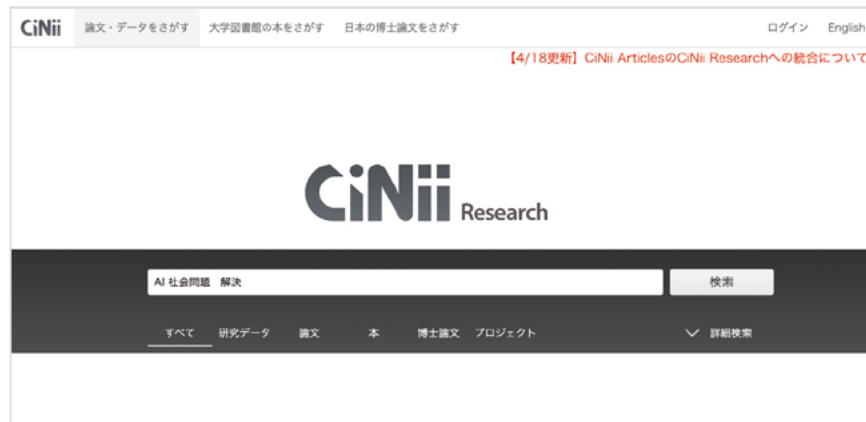 CiNii 論文・データをさがす 大学図書館の本をさがす 日本の博士論文をさがす ログイン English
【4/18更新】CiNii ArticlesのCiNii Researchへの統合について
CiNii Research
AI 社会問題　解決 検索
すべて 研究データ 論文 本 博士論文 プロジェクト 詳細検索